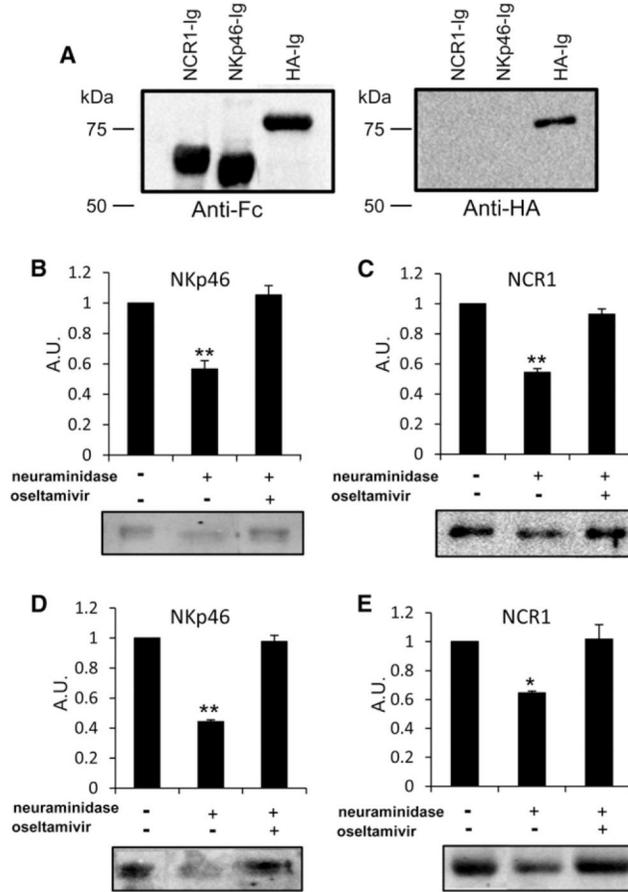 A
NCR1-Ig NKp46-Ig HA-Ig
kDa
75
50
Anti-Fc
NCR1-Ig NKp46-Ig HA-Ig
kDa
75
50
Anti-HA
B
NKp46
A.U.
1.2
1
0.8
0.6
0.4
0.2
0
**
neuraminidase - + +
oseltamivir - - +
C
NCR1
A.U.
1.2
1
0.8
0.6
0.4
0.2
0
**
neuraminidase - + +
oseltamivir - - +
D
NKp46
A.U.
1.2
1
0.8
0.6
0.4
0.2
0
**
neuraminidase - + +
oseltamivir - - +
E
NCR1
A.U.
1.2
1
0.8
0.6
0.4
0.2
0
*
neuraminidase - + +
oseltamivir - - +